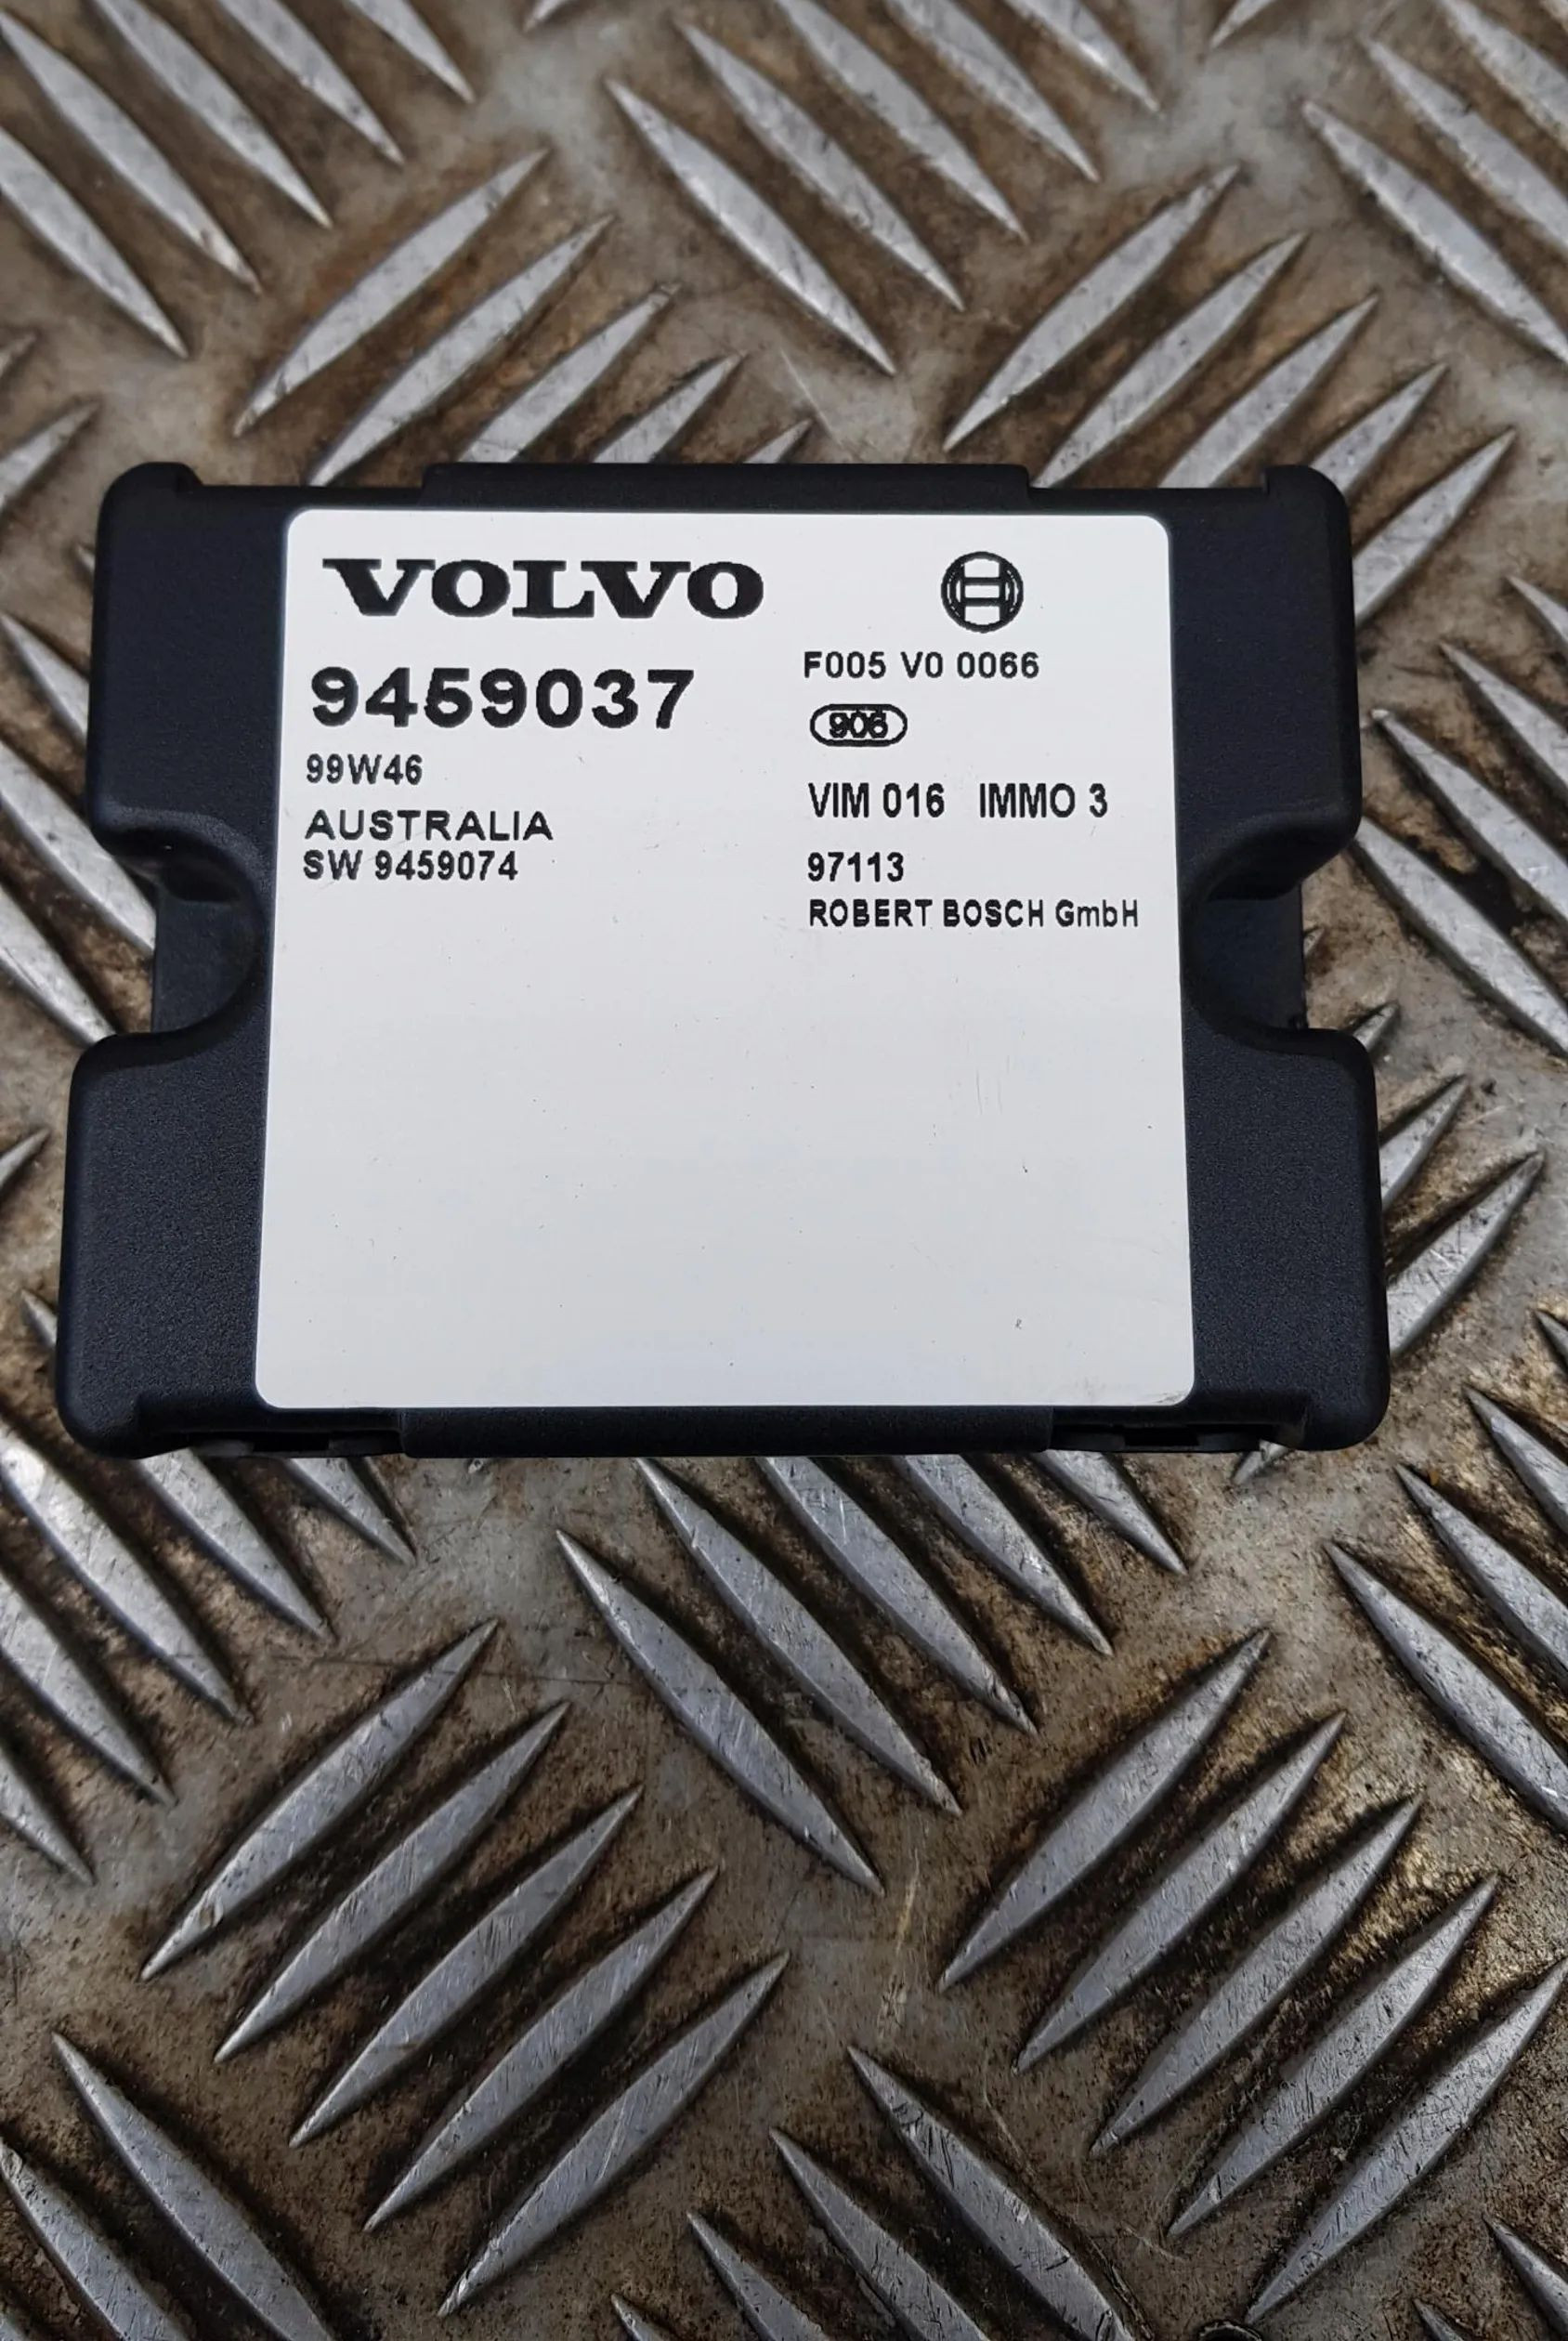 VOLVO
9459037
99W46
AUSTRALIA
SW 9459074
F005 V0 0066
906
VIM 016 IMMO 3
97113
ROBERT BOSCH GmbH